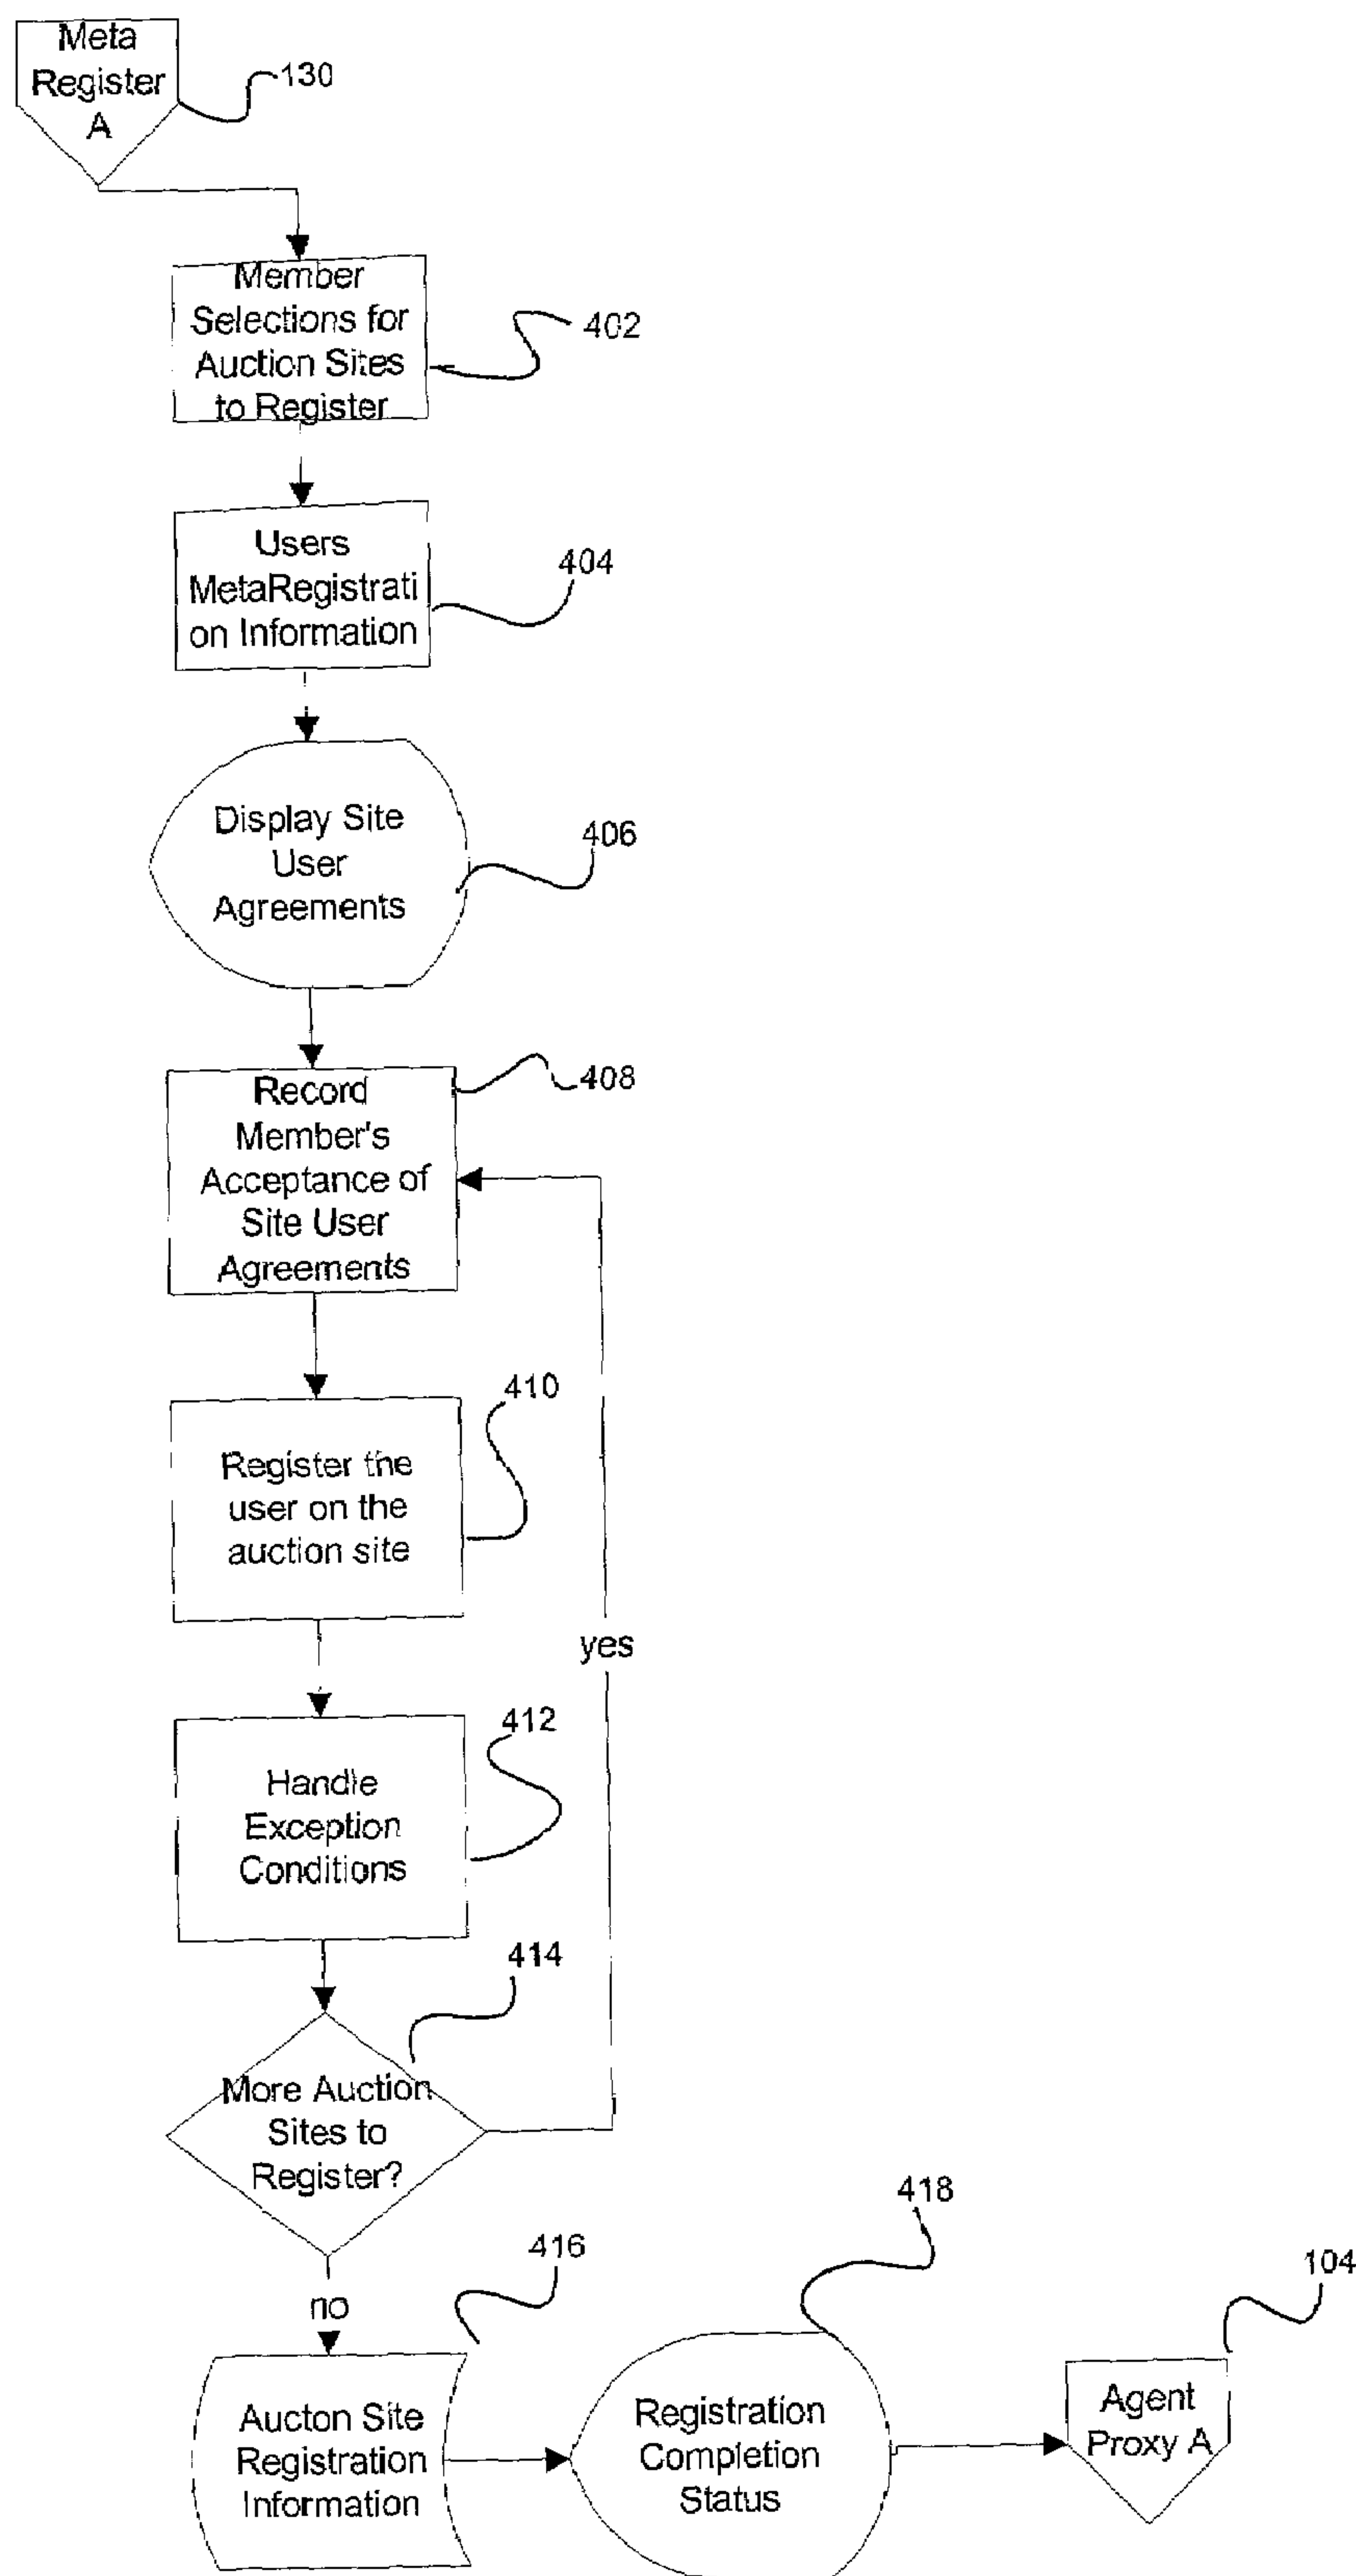 Meta
Register
A
130
Member
Selections for
Auction Sites
to Register
402
Users
MetaRegistrati
on Information
404
Display Site
User
Agreements
406
Record
Member's
Acceptance of
Site User
Agreements
408
Register the
user on the
auction site
410
yes
Handle
Exception
Conditions
412
More Auction
Sites to
Register?
414
no
Aucton Site
Registration
Information
416
Registration
Completion
Status
418
Agent
Proxy A
104